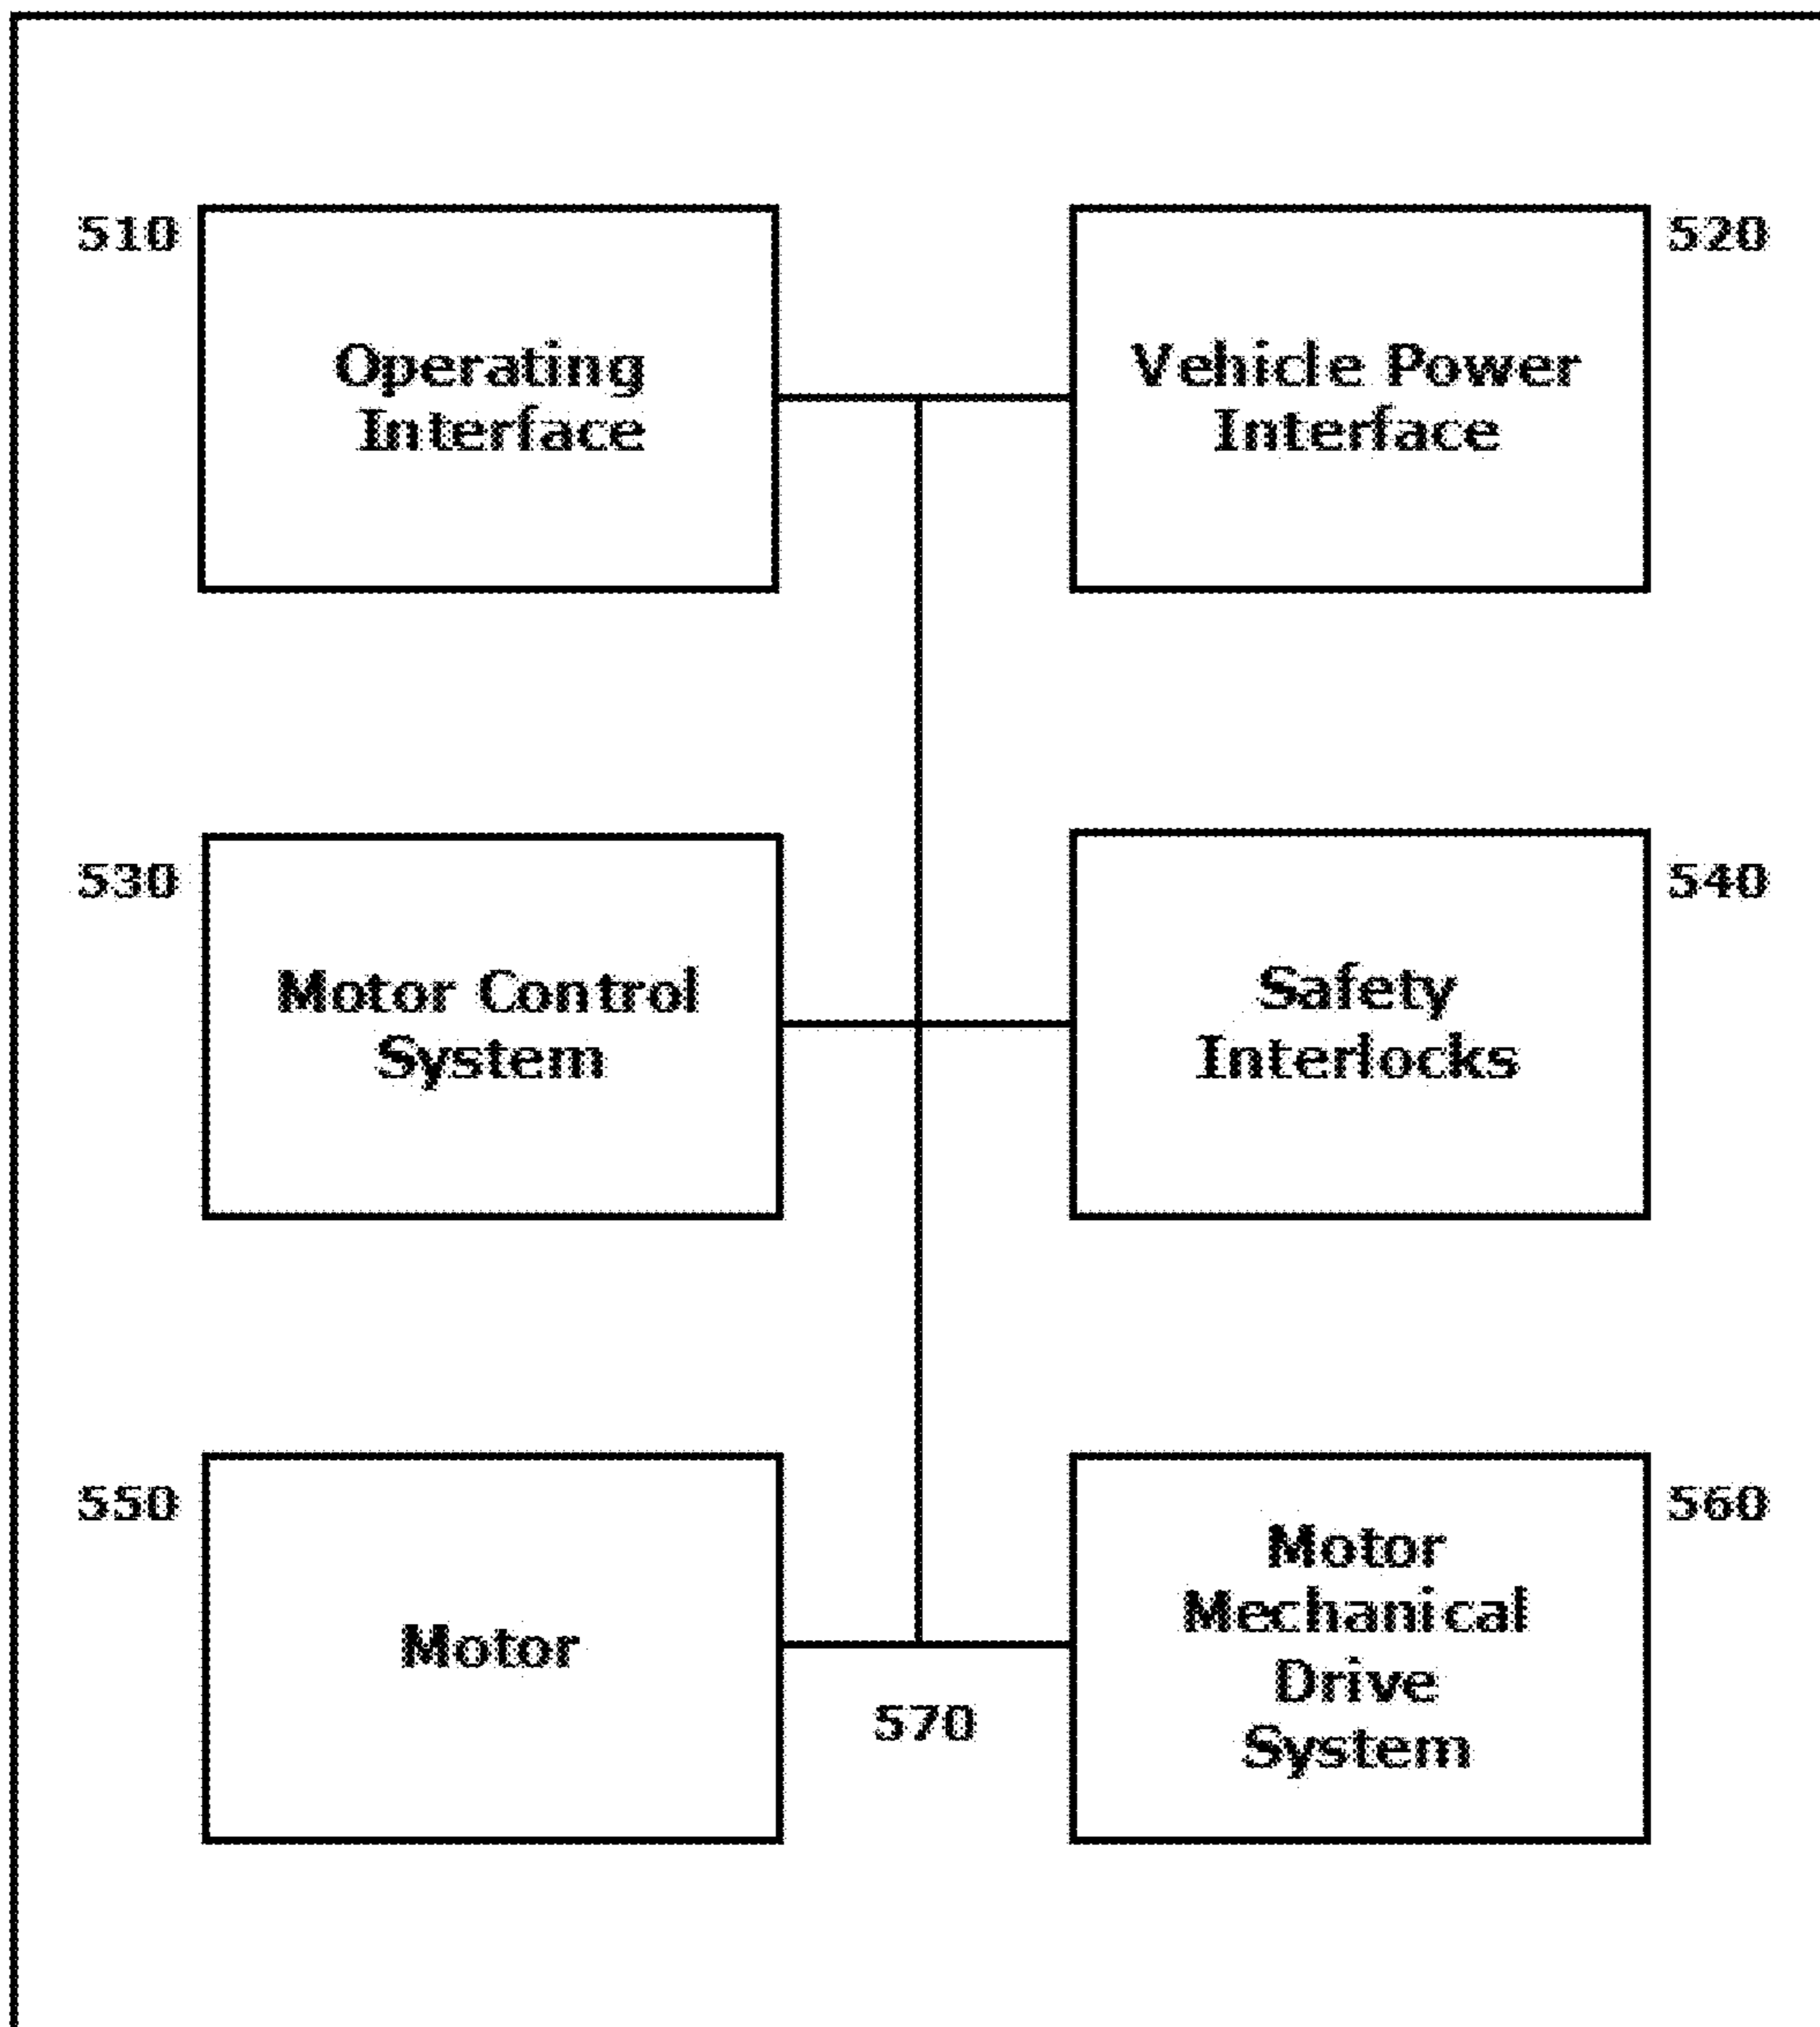 510
Operating
Interface
520
Vehicle Power
Interface
530
Motor Control
System
540
Safety
Interlocks
550
Motor
560
Motor
Mechanical
Drive
System
570